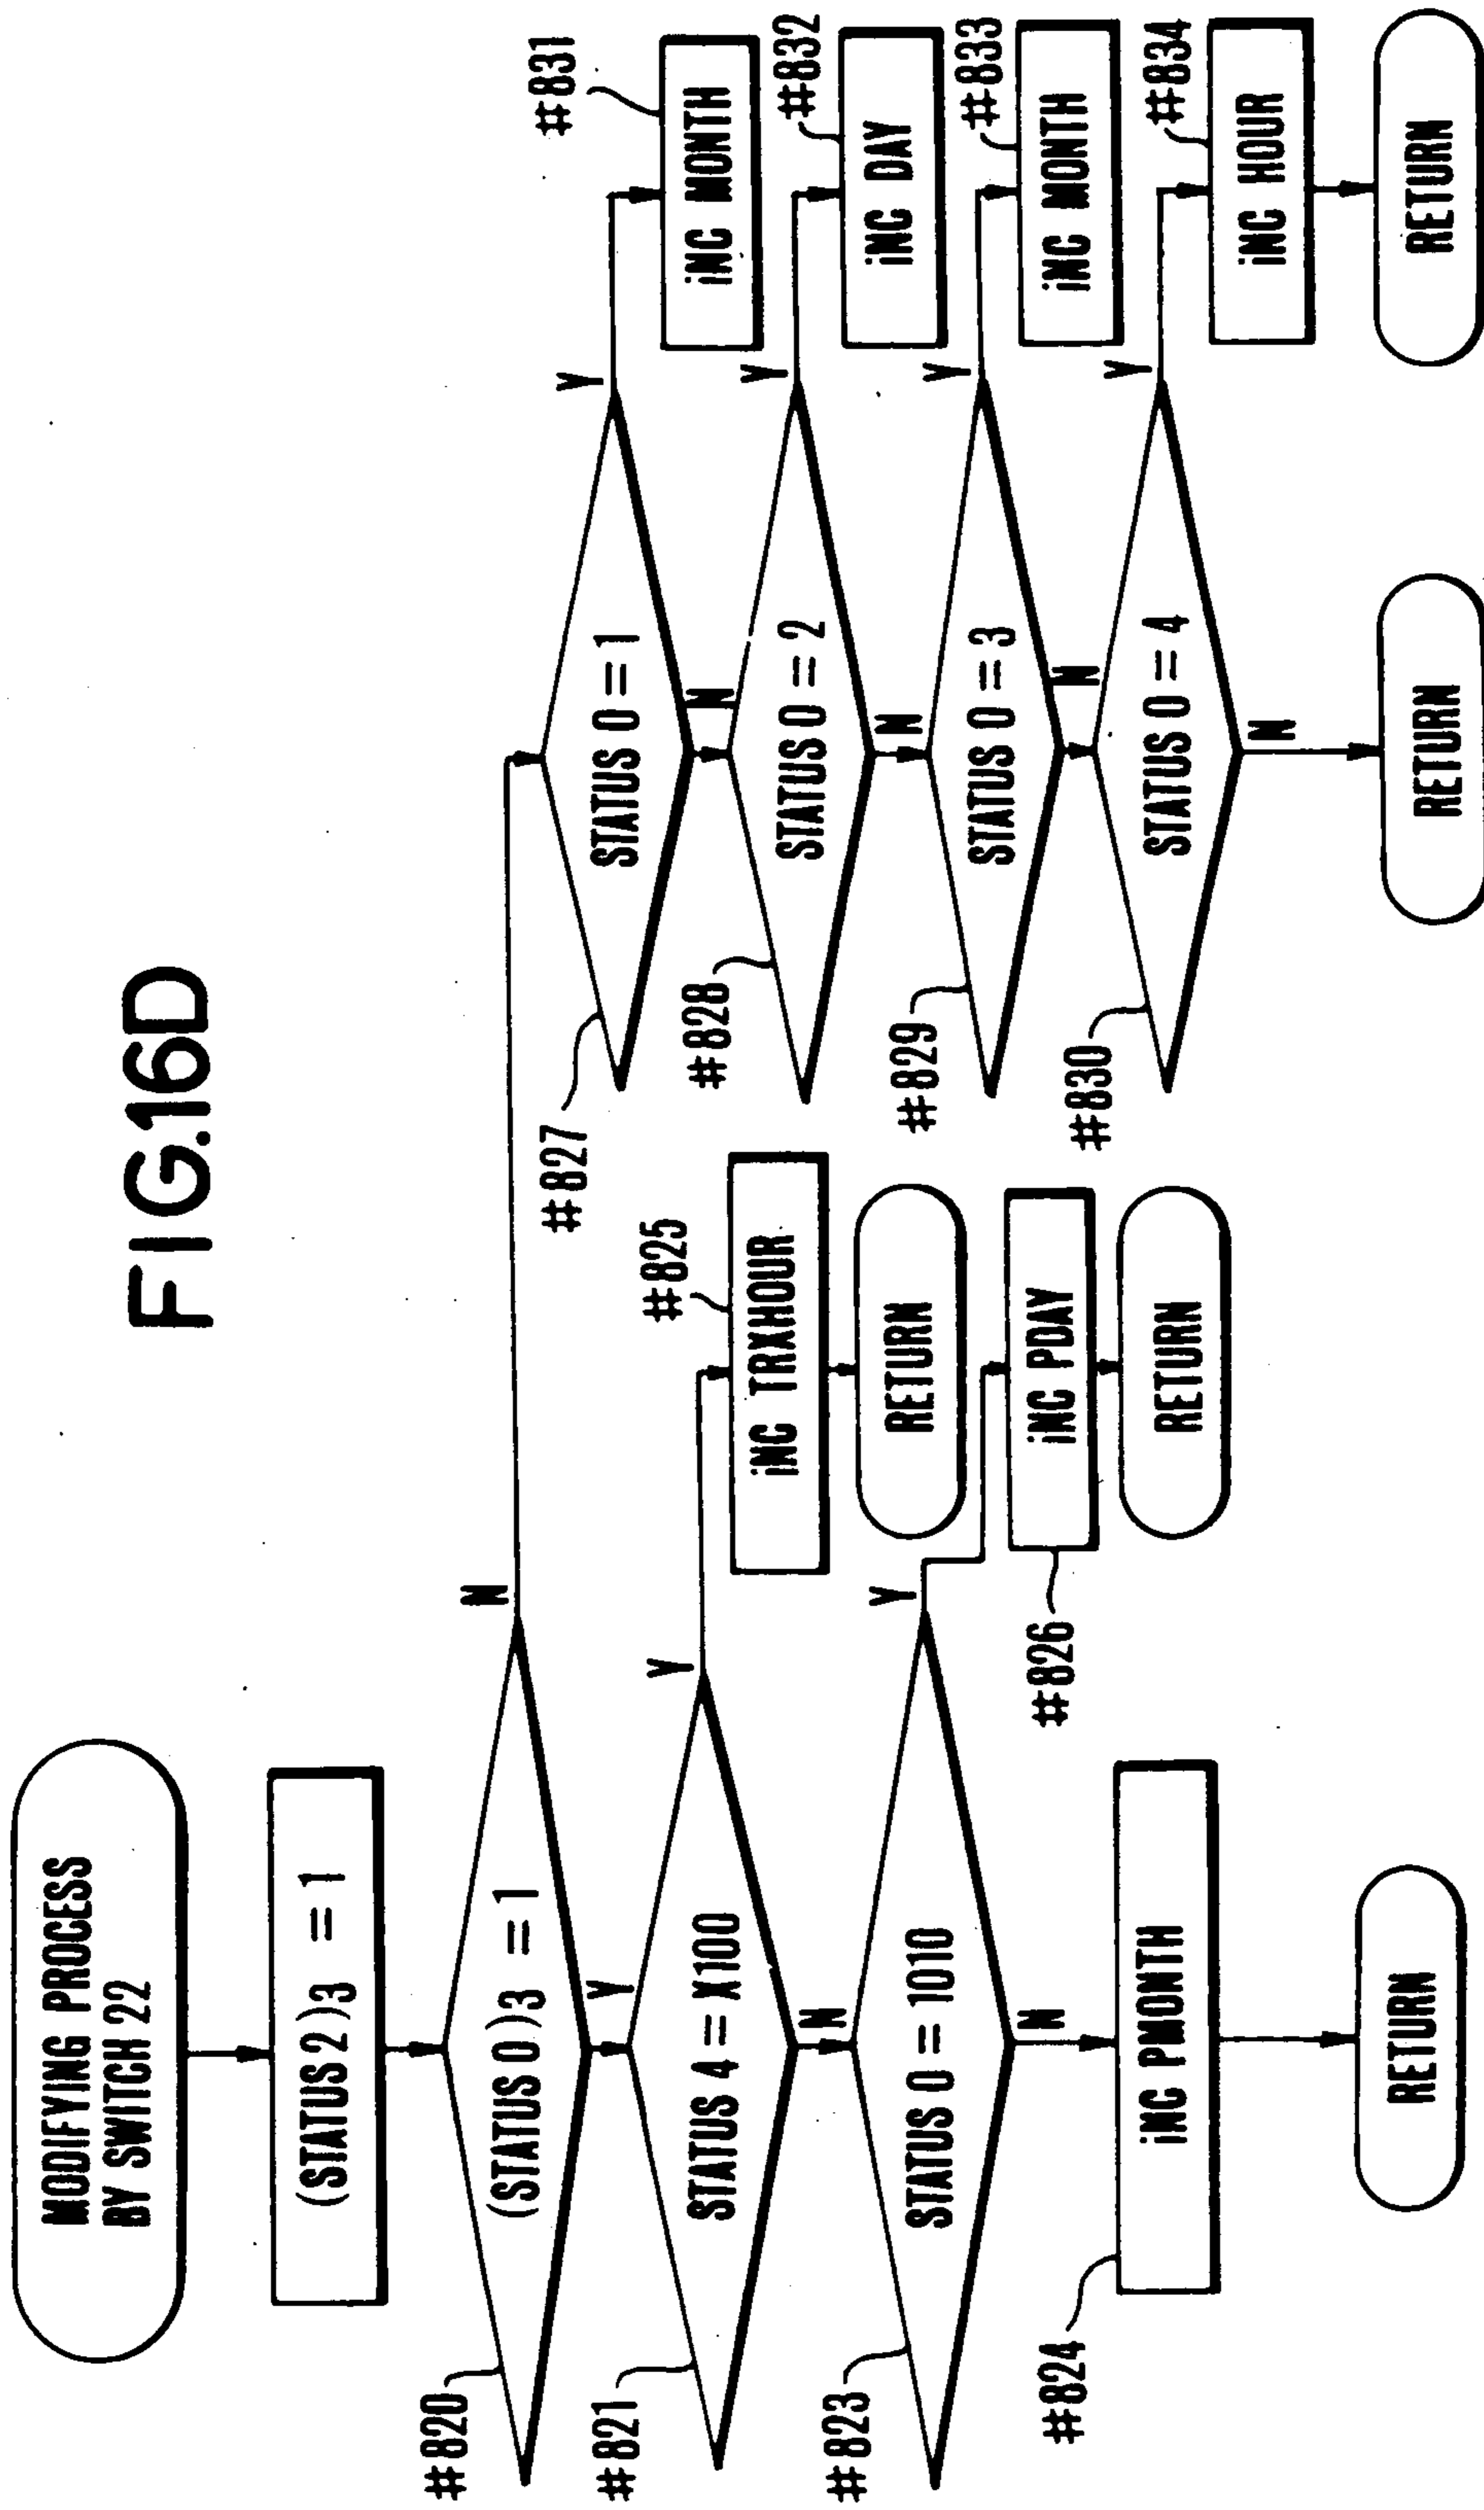 FIG.16D
MODIFYING PROCESS
BY SWITCH 22
(STATUS2)3 = 1
#820
(STATUS 0)3 = 1
N
Y
#821
STATUS 4 = X100
Y
N
#823
STATUS 0 = 1010
Y
N
#824
iNC PMONTH
RETURN
#825
iNC TRXHOUR
RETURN
#826
iNC PDAY
RETURN
#827
STATUS 0 = 1
Y
N
#828
STATUS 0 = 2
Y
N
#829
STATUS 0 = 3
Y
N
#830
STATUS 0 = 4
Y
N
RETURN
#831
iNC MONTH
#832
iNC DAY
#833
iNC MONTH
#834
iNC HOUR
RETURN